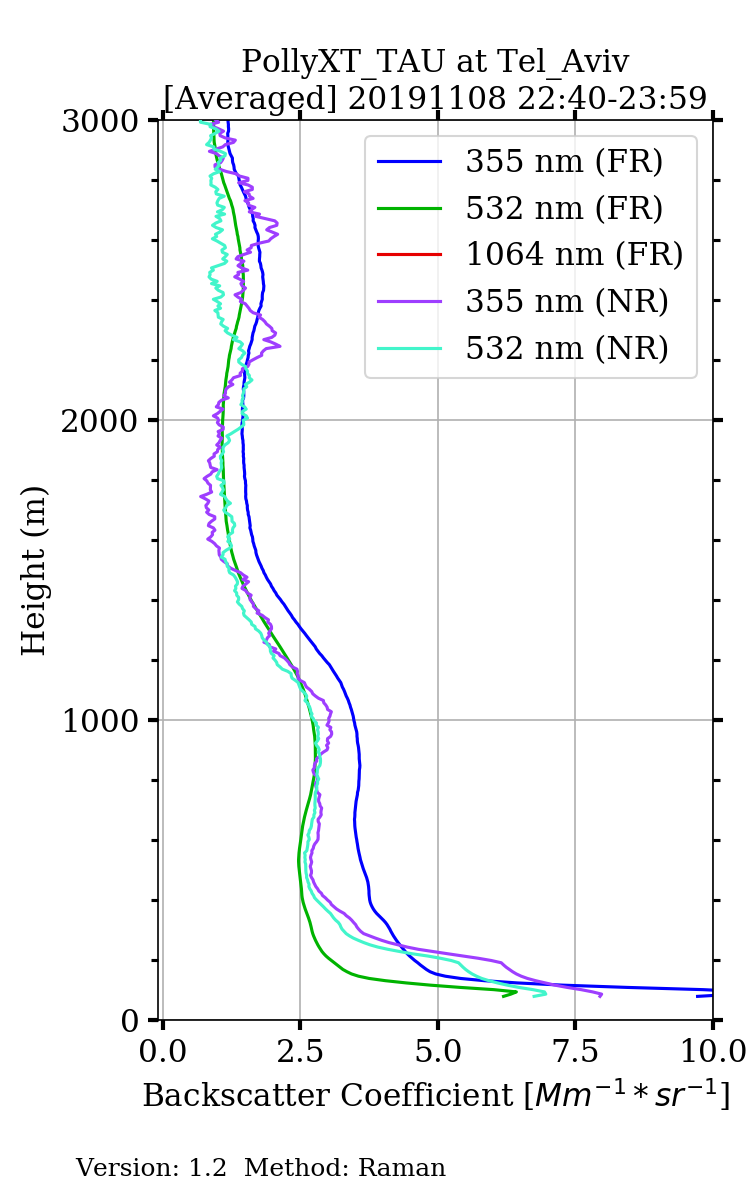 PollyXT_TAU at Tel_Aviv
[Averaged] 20191108 22:40-23:59
3000
2000
1000
0
Height (m)
355 nm (FR)
532 nm (FR)
1064 nm (FR)
355 nm (NR)
532 nm (NR)
0.0 2.5 5.0 7.5 10.0
Backscatter Coefficient [Mm⁻¹ * sr⁻¹]
Version: 1.2 Method: Raman